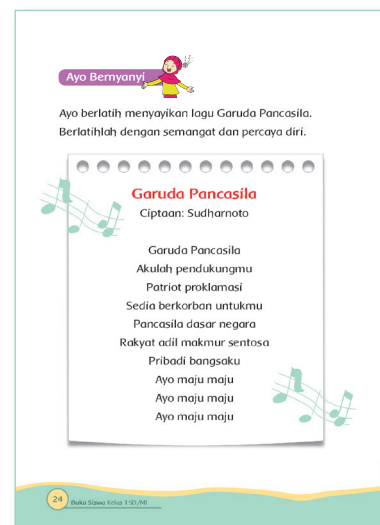 Ayo Bernyanyi
Ayo berlatih menyayikan lagu Garuda Pancasila.
Berlatihlah dengan semangat dan percaya diri.
Garuda Pancasila
Ciptaan: Sudharnoto
Garuda Pancasila
Akulah pendukungmu
Patriot proklamasi
Sedia berkorban untukmu
Pancasila dasar negara
Rakyat adil makmur sentosa
Pribadi bangsaku
Ayo maju maju
Ayo maju maju
Ayo maju maju
24 Buku Siswa Kelas 1 SD/MI